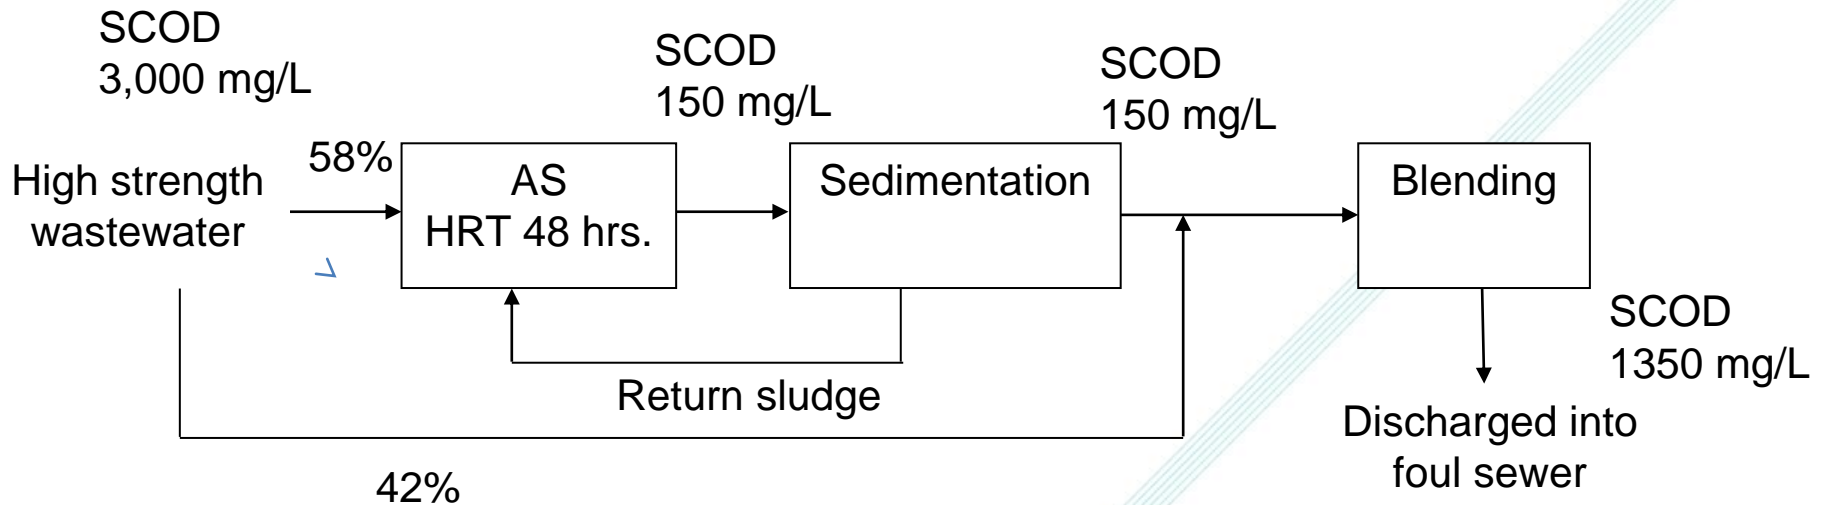 SCOD
3,000 mg/L
SCOD
150 mg/L
SCOD
150 mg/L
58%
High strength
wastewater
AS
HRT 48 hrs.
Sedimentation
Blending
SCOD
1350 mg/L
Return sludge
Discharged into
foul sewer
42%